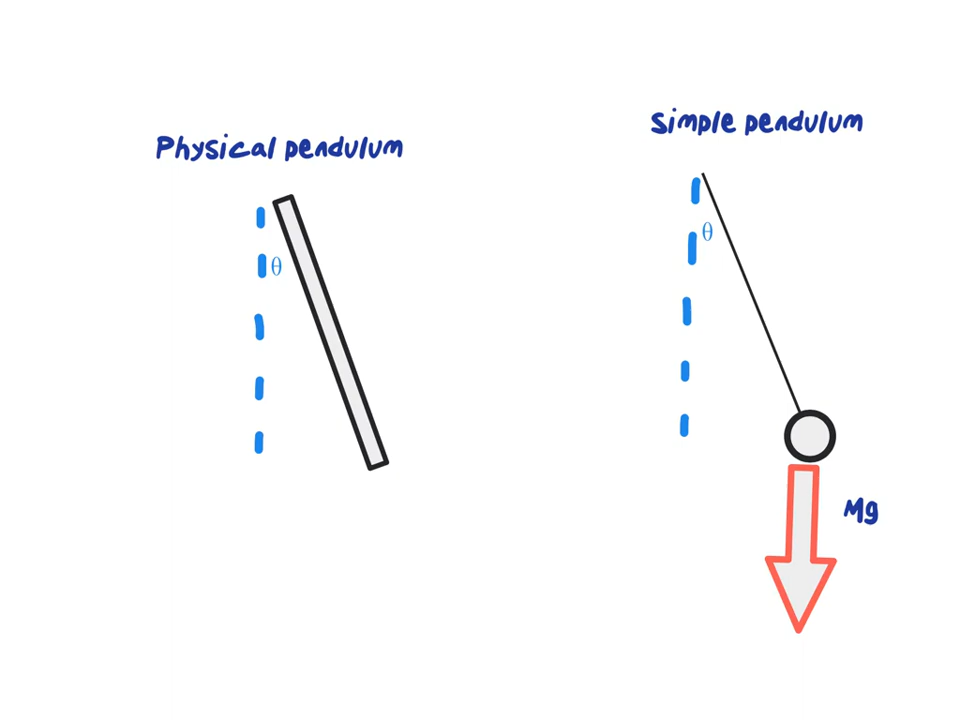 Physical pendulum
Simple pendulum
θ
θ
Mg